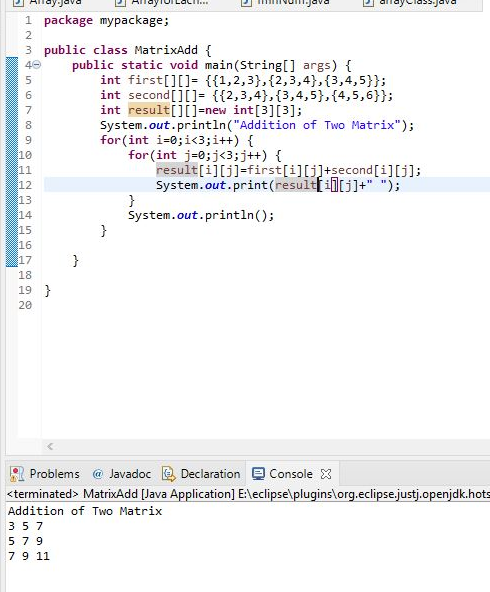 Array.java ArrayforEach... arrayClass.java
1 package mypackage;
2
3 public class MatrixAdd {
4 public static void main(String[] args) {
5 int first[][]= {{1,2,3},{2,3,4},{3,4,5}};
6 int second[][]= {{2,3,4},{3,4,5},{4,5,6}};
7 int result[][]=new int[3][3];
8 System.out.println("Addition of Two Matrix");
9 for(int i=0;i<3;i++) {
10 for(int j=0;j<3;j++) {
11 result[i][j]=first[i][j]+second[i][j];
12 System.out.print(result[i][j]+" ");
13 }
14 System.out.println();
15 }
16
17 }
18
19 }
20
Problems @ Javadoc Declaration Console
<terminated> MatrixAdd [Java Application] E:\eclipse\plugins\org.eclipse.justj.openjdk.hots
Addition of Two Matrix
3 5 7
5 7 9
7 9 11